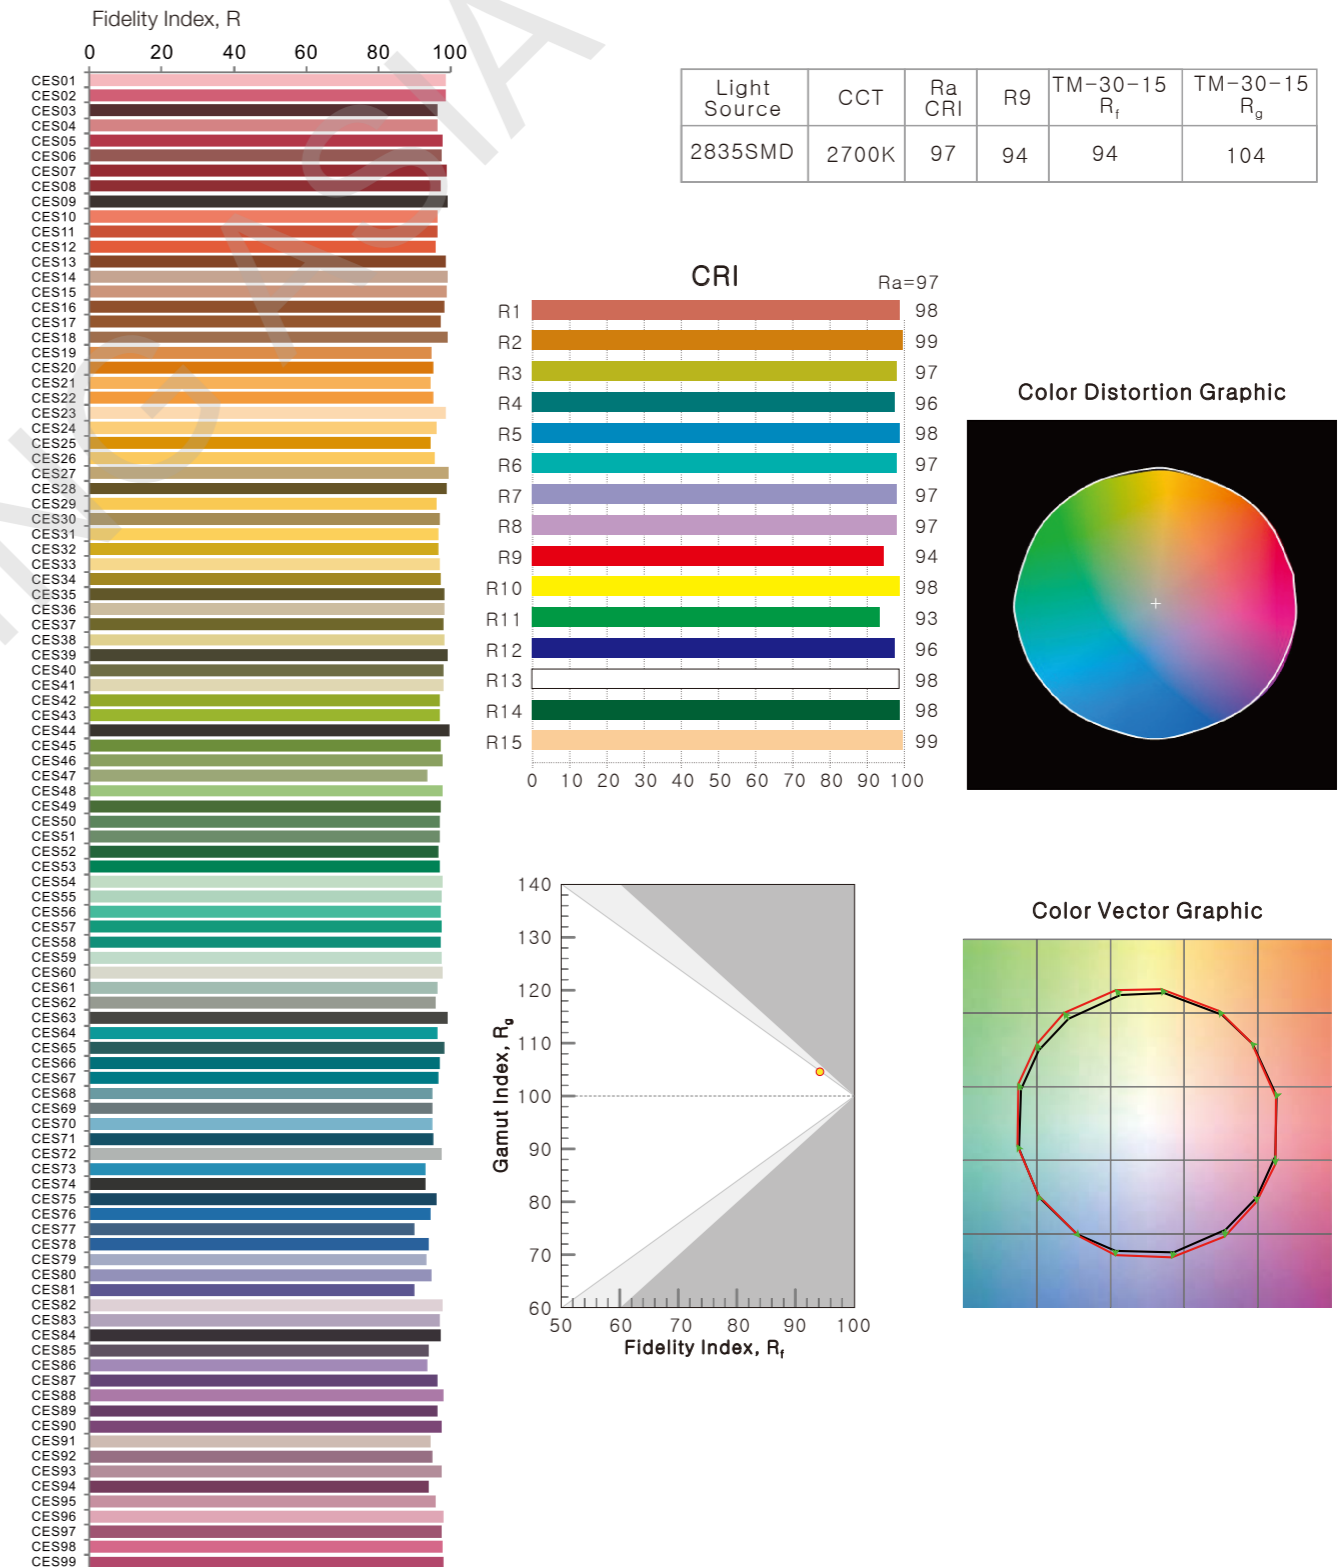 Fidelity Index, R
0 20 40 60 80 100
CES01
CES02
CES03
CES04
CES05
CES06
CES07
CES08
CES09
CES10
CES11
CES12
CES13
CES14
CES15
CES16
CES17
CES18
CES19
CES20
CES21
CES22
CES23
CES24
CES25
CES26
CES27
CES28
CES29
CES30
CES31
CES32
CES33
CES34
CES35
CES36
CES37
CES38
CES39
CES40
CES41
CES42
CES43
CES44
CES45
CES46
CES47
CES48
CES49
CES50
CES51
CES52
CES53
CES54
CES55
CES56
CES57
CES58
CES59
CES60
CES61
CES62
CES63
CES64
CES65
CES66
CES67
CES68
CES69
CES70
CES71
CES72
CES73
CES74
CES75
CES76
CES77
CES78
CES79
CES80
CES81
CES82
CES83
CES84
CES85
CES86
CES87
CES88
CES89
CES90
CES91
CES92
CES93
CES94
CES95
CES96
CES97
CES98
CES99
Light Source CCT Ra CRI R9 TM-30-15 Rf TM-30-15 Rg
2835SMD 2700K 97 94 94 104
CRI
Ra=97
R1 98
R2 99
R3 97
R4 96
R5 98
R6 97
R7 97
R8 97
R9 94
R10 98
R11 93
R12 96
R13 98
R14 98
R15 99
0 10 20 30 40 50 60 70 80 90 100
Color Distortion Graphic
Gamut Index, Rg
140
130
120
110
100
90
80
70
60
50 60 70 80 90 100
Fidelity Index, Rf
Color Vector Graphic
NG ASIA